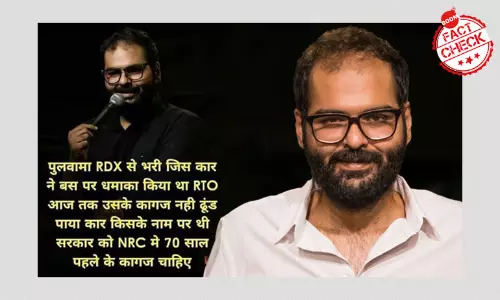 BOOM
FACT
CHECK
पुलवामा RDX से भरी जिस कार
ने बस पर धमाका किया था RTO
आज तक उसके कागज नही ढूंड
पाया कार किसके नाम पर थी
सरकार को NRC मे 70 साल
पहले के कागज चाहिए